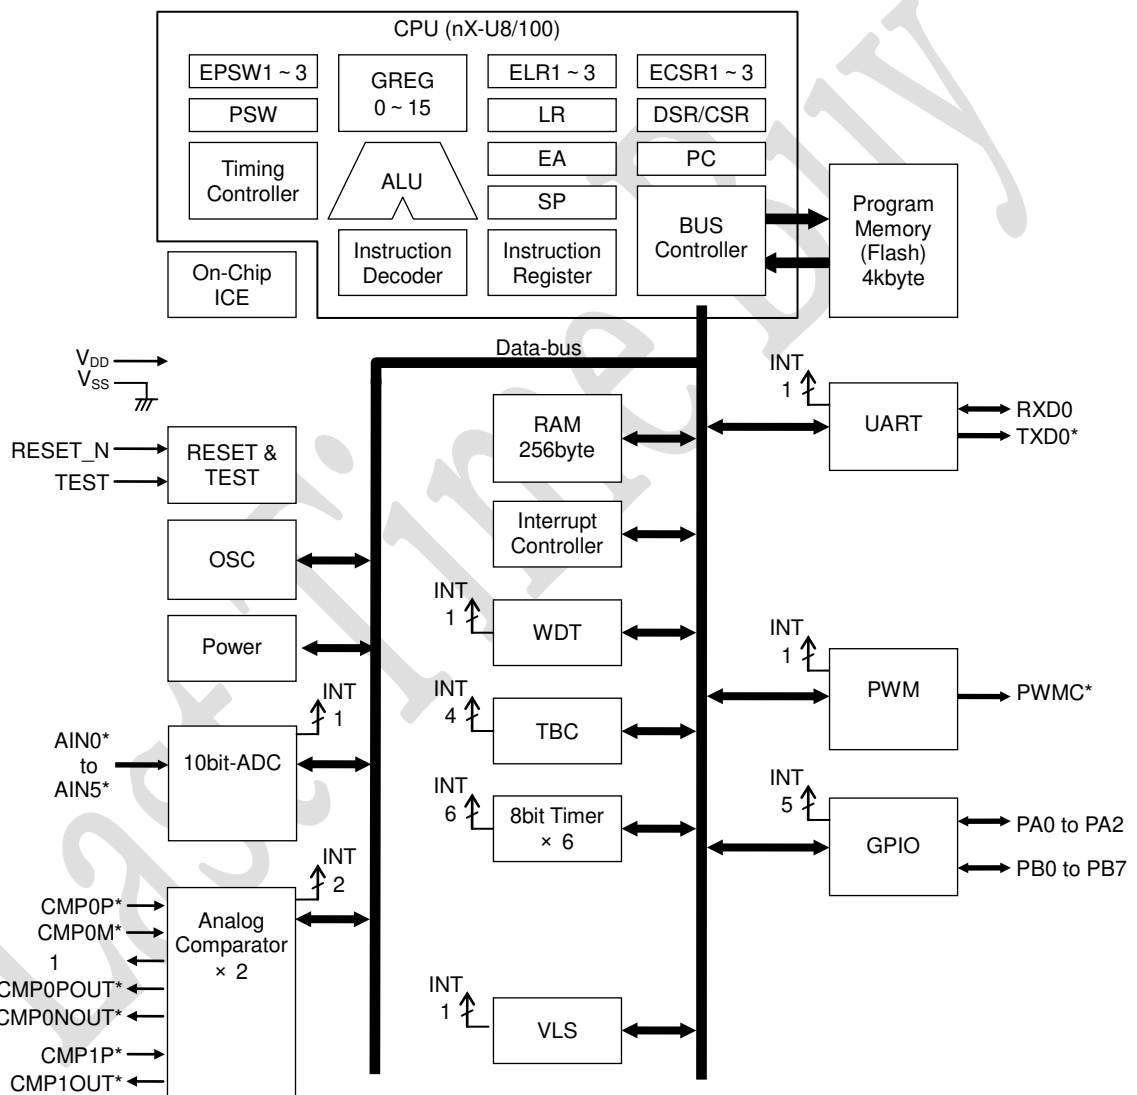 CPU (nX-U8/100)
EPSW1 ~ 3
GREG
0 ~ 15
ELR1 ~ 3
ECSR1 ~ 3
PSW
LR
DSR/CSR
Timing
Controller
ALU
EA
PC
SP
BUS
Controller
Program
Memory
(Flash)
4kbyte
Instruction
Decoder
Instruction
Register
On-Chip
ICE
VDD
VSS
Data-bus
INT
1
RESET_N
TEST
RESET &
TEST
RAM
256byte
UART
RXD0
TXD0*
OSC
Interrupt
Controller
Power
INT
1
WDT
INT
1
PWM
PWMC*
AIN0*
to
AIN5*
10bit-ADC
INT
1
INT
4
TBC
INT
6
8bit Timer
× 6
INT
5
GPIO
PA0 to PA2
PB0 to PB7
CMP0P*
CMP0M*
1
CMP0POUT*
CMP0NOUT*
CMP1P*
CMP1OUT*
Analog
Comparator
× 2
INT
2
INT
1
VLS
Last Time Buy